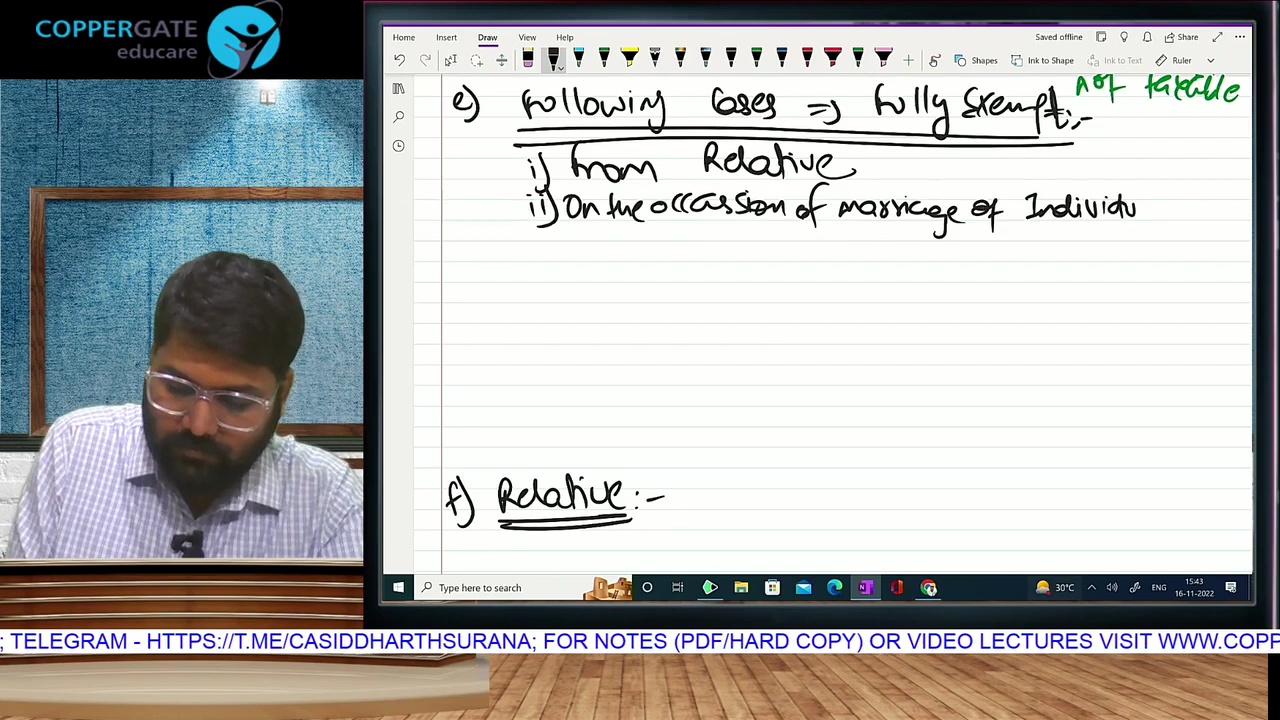 COPPERGATE
educare
Home Insert Draw View Help
Saved offline
Share
Shapes
Ink to Shape
Ink to Text
Ruler
not taxable
e) Following Cases => Fully Exempt:-
i) From Relative
ii) On the occassion of marriage of Individu
f) Relative:-
Type here to search
30°C
ENG
15:43
16-11-2022
; TELEGRAM - HTTPS://T.ME/CASIDDHARTHSURANA; FOR NOTES (PDF/HARD COPY) OR VIDEO LECTURES VISIT WWW.COPP